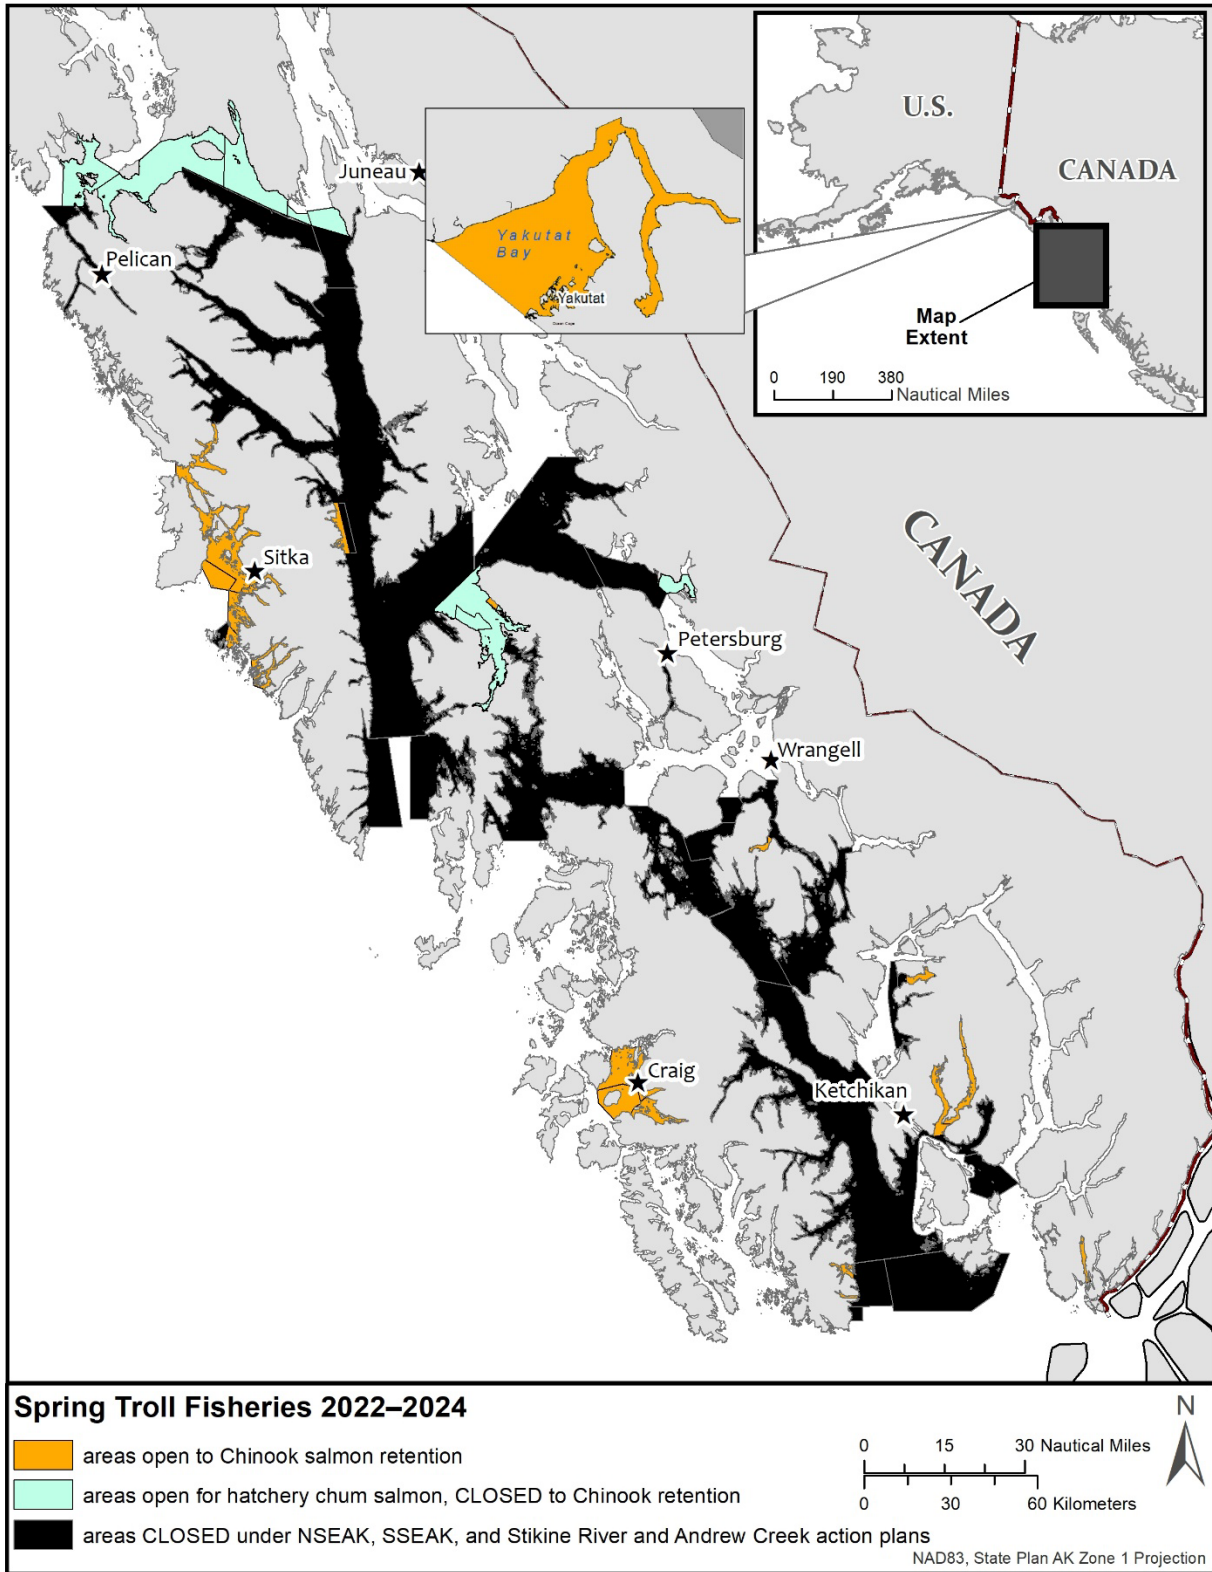 U.S.
CANADA
Map
Extent
0 190 380
Nautical Miles
Juneau
Yakutat
Bay
Yakutat
Ocean Cape
Pelican
CANADA
Sitka
Petersburg
Wrangell
Craig
Ketchikan
Spring Troll Fisheries 2022–2024
areas open to Chinook salmon retention
areas open for hatchery chum salmon, CLOSED to Chinook retention
areas CLOSED under NSEAK, SSEAK, and Stikine River and Andrew Creek action plans
0 15 30 Nautical Miles
0 30 60 Kilometers
N
NAD83, State Plan AK Zone 1 Projection